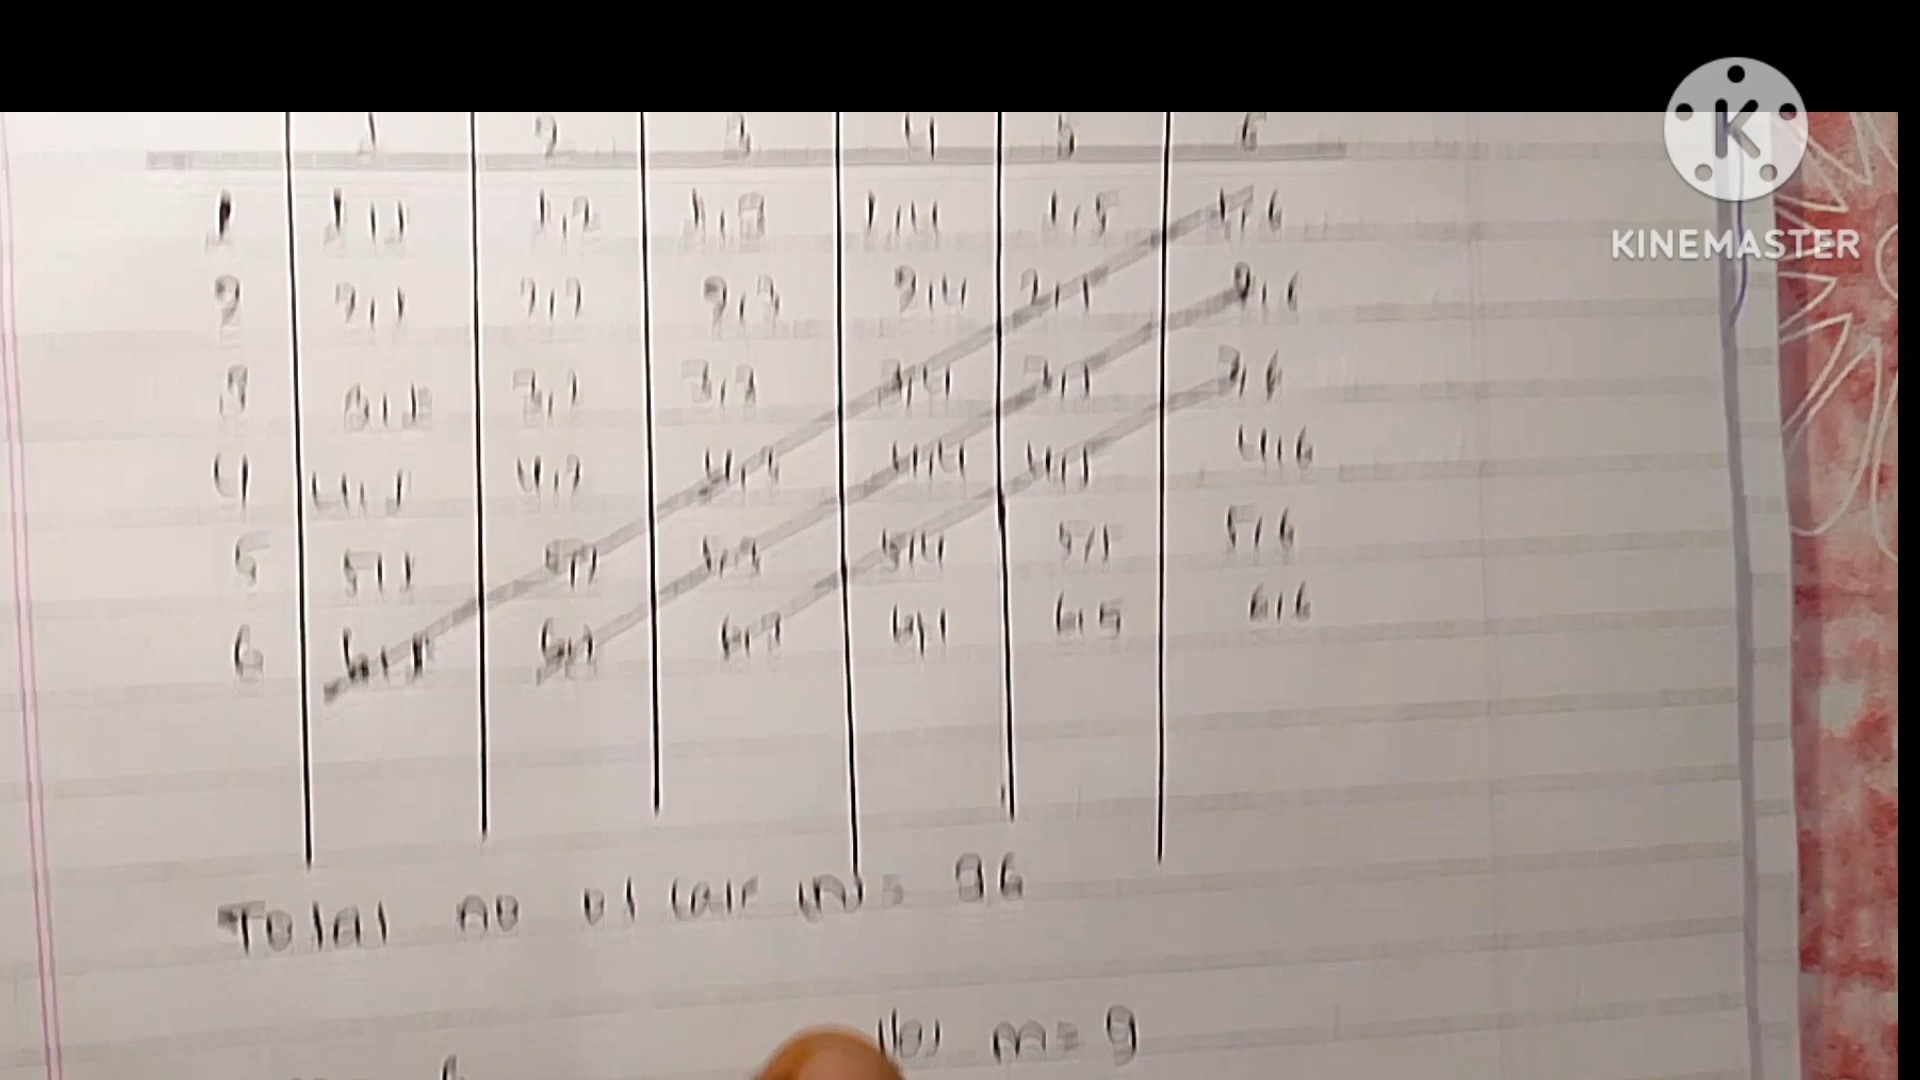 1 2 3 4 5 6
KINEMASTER
1 1,1 1,2 1,3 1,4 1,5 1,6
2 2,1 2,2 2,3 2,4 2,5 2,6
3 3,1 3,2 3,3 3,4 3,5 3,6
4 4,1 4,2 4,3 4,4 4,5 4,6
5 5,1 5,2 5,3 5,4 5,5 5,6
6 6,1 6,2 6,3 6,4 6,5 6,6
Total no of (n) = 36
(b) m =